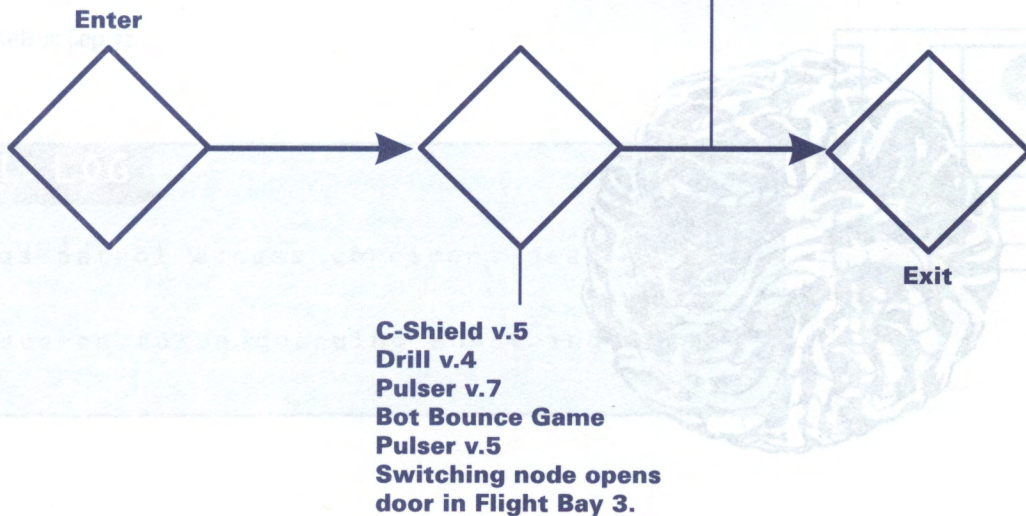 Enter
Exit
C-Shield v.5
Drill v.4
Pulser v.7
Bot Bounce Game
Pulser v.5
Switching node opens
door in Flight Bay 3.